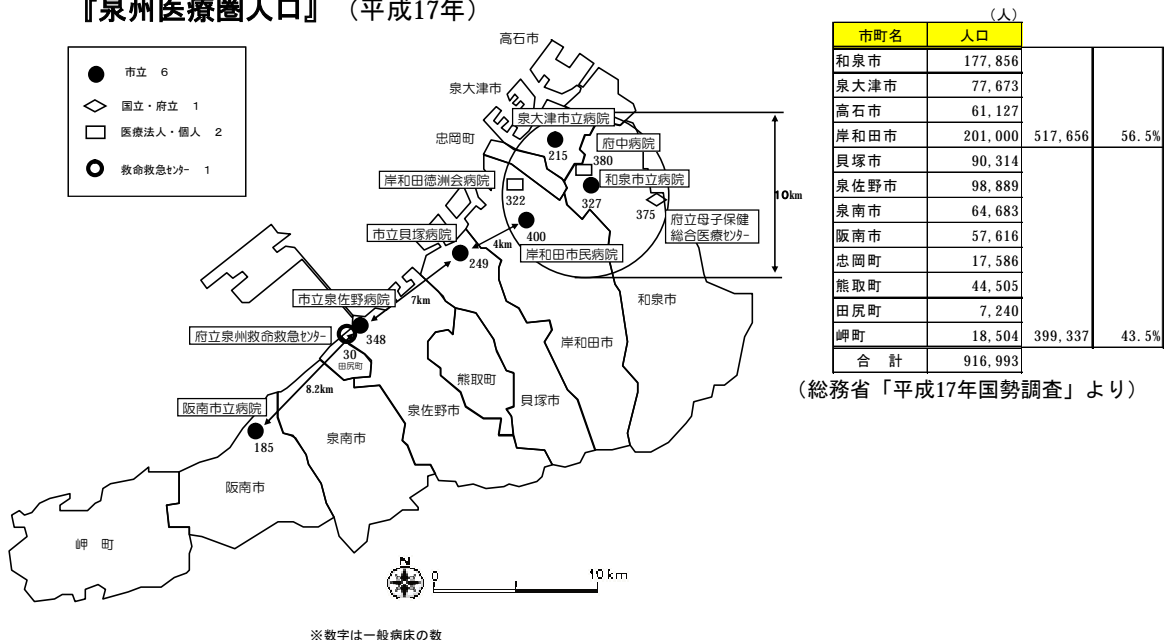 『泉州医療圏人口』（平成17年）
市立 6
国立・府立 1
医療法人・個人 2
救命救急ｾﾝﾀｰ 1
高石市
泉大津市
泉大津市立病院
忠岡町
215
府中病院
380
岸和田徳洲会病院
322
和泉市立病院
327
375
府立母子保健
総合医療ｾﾝﾀｰ
10km
市立貝塚病院
4km
400
岸和田市民病院
249
市立泉佐野病院
7km
和泉市
府立泉州救命救急ｾﾝﾀｰ
348
30
田尻町
岸和田市
熊取町
8.2km
貝塚市
泉佐野市
阪南市立病院
泉南市
185
阪南市
岬 町
N
0 10km
※数字は一般病床の数
（人）
市町名 人口
和泉市 177,856
泉大津市 77,673
高石市 61,127
岸和田市 201,000 517,656 56.5%
貝塚市 90,314
泉佐野市 98,889
泉南市 64,683
阪南市 57,616
忠岡町 17,586
熊取町 44,505
田尻町 7,240
岬町 18,504 399,337 43.5%
合 計 916,993
（総務省「平成17年国勢調査」より）